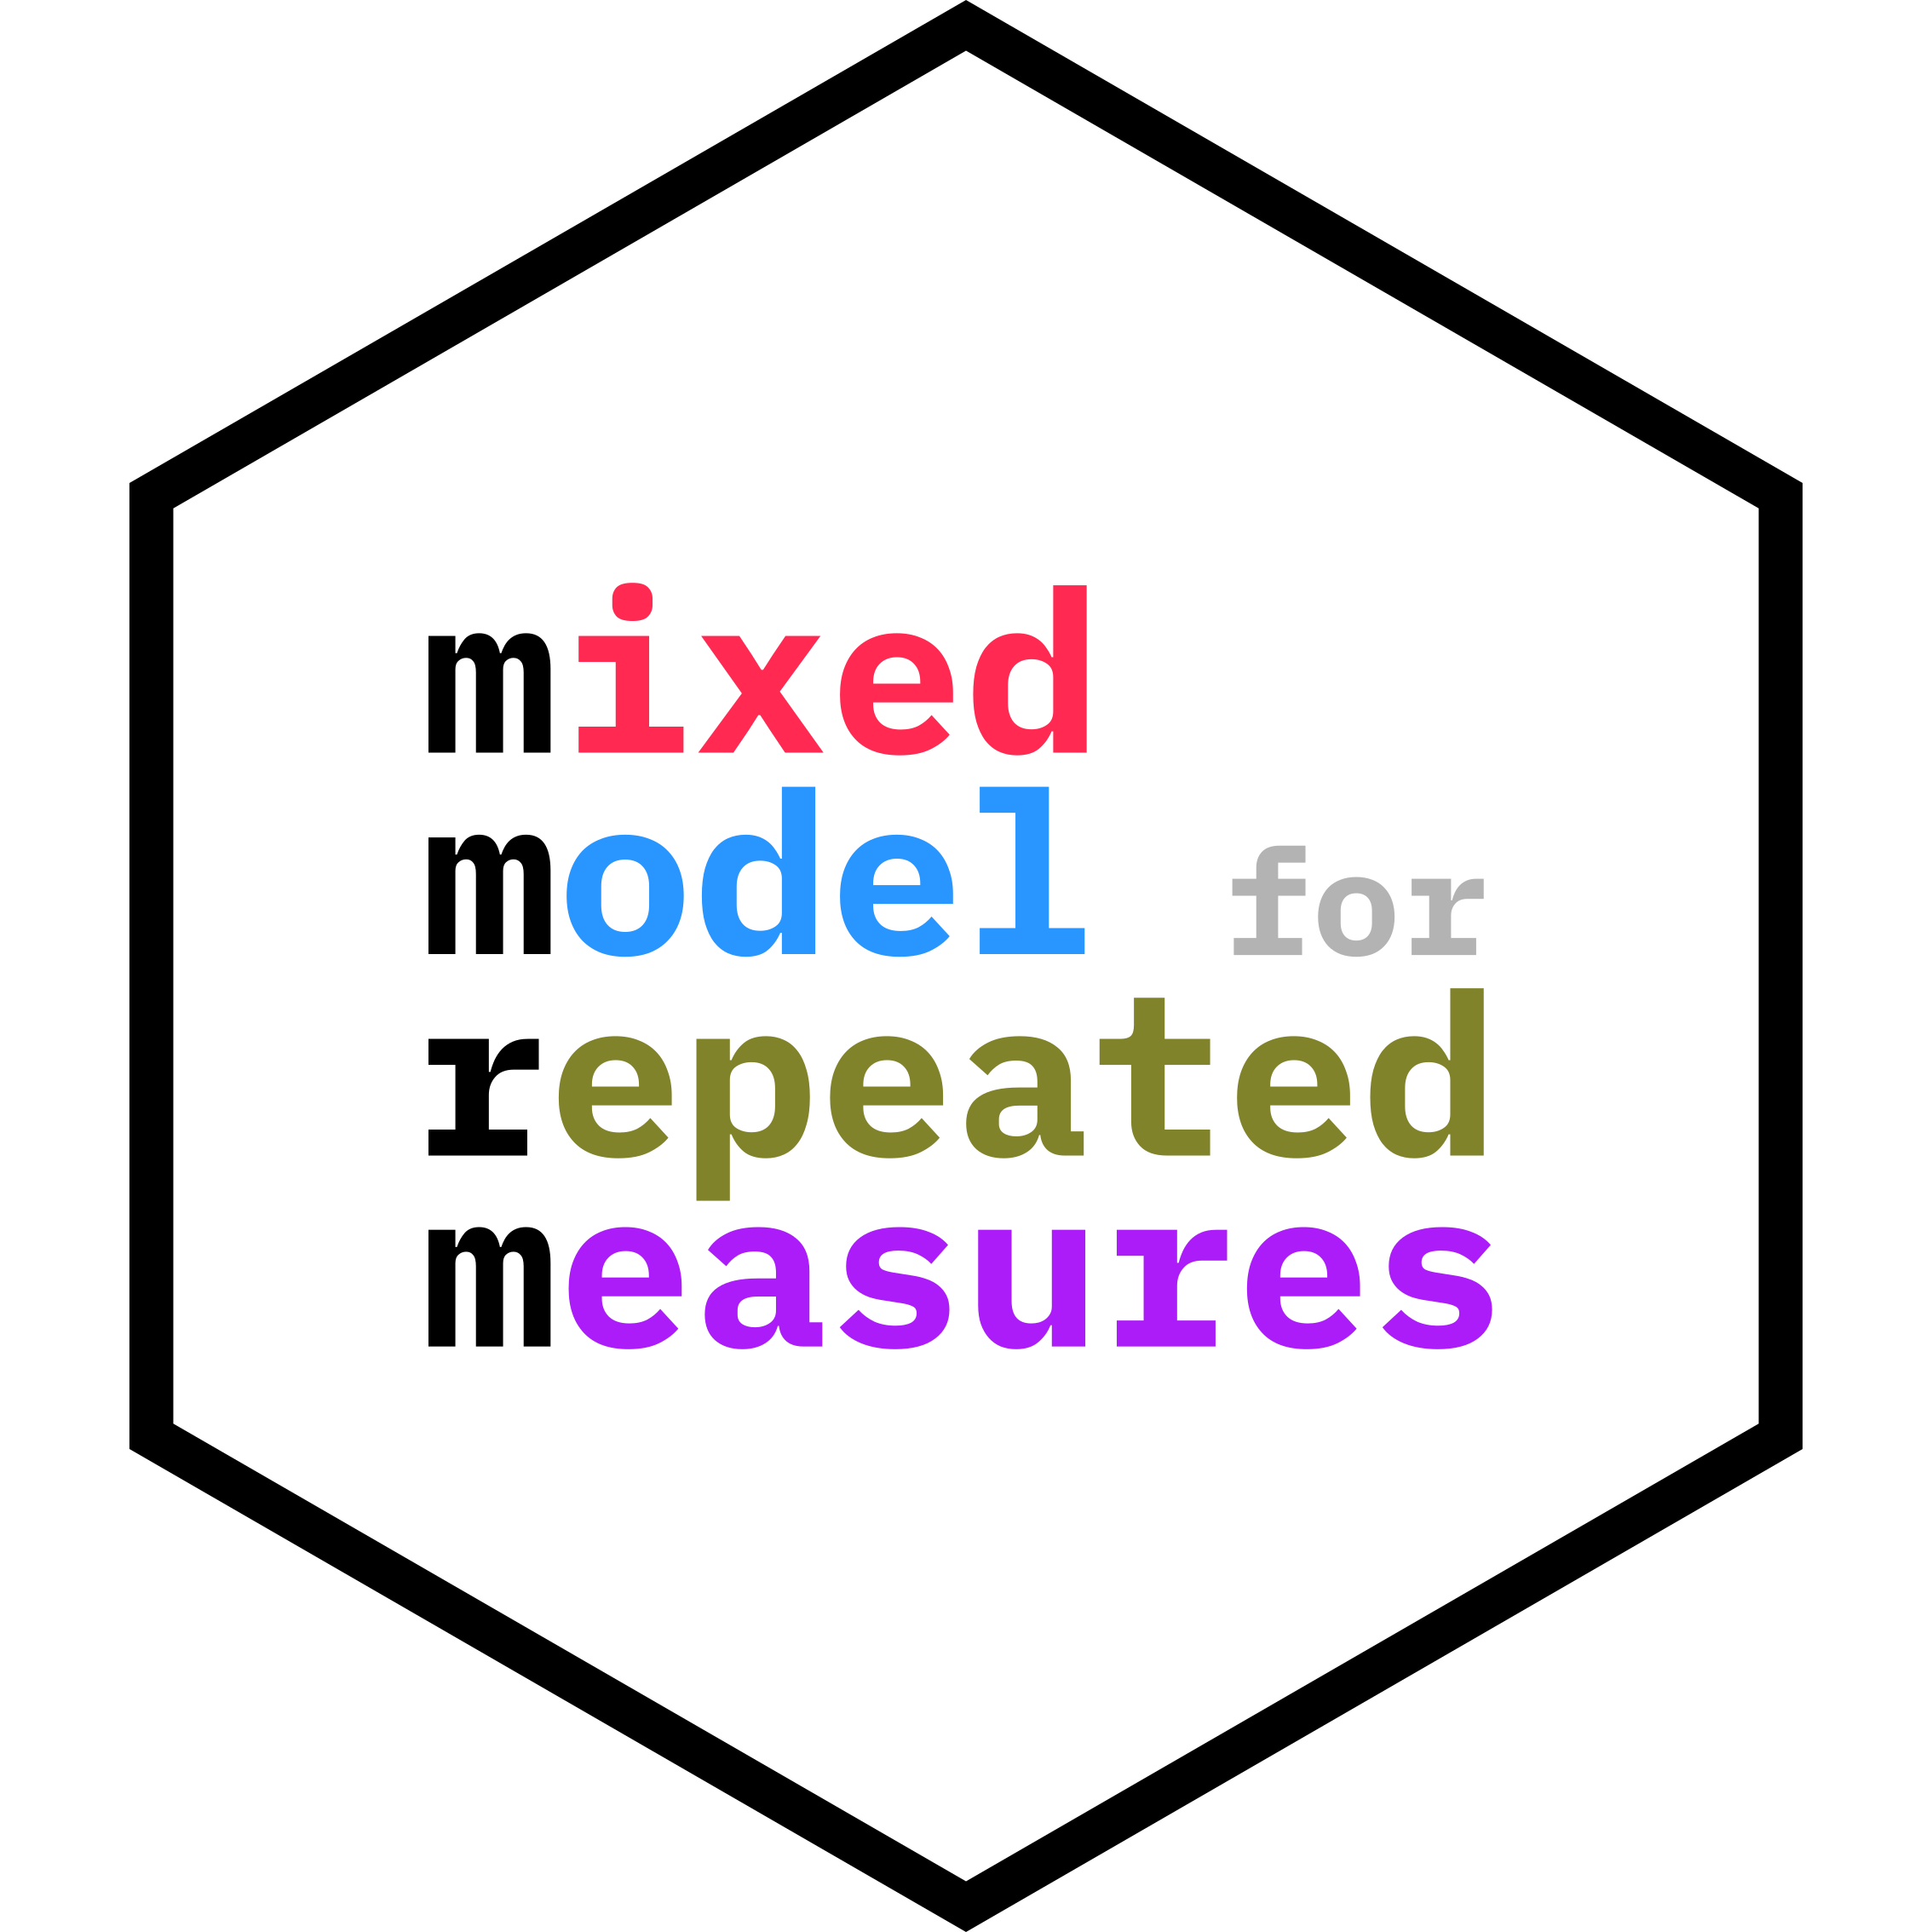 mixed
model for
repeated
measures